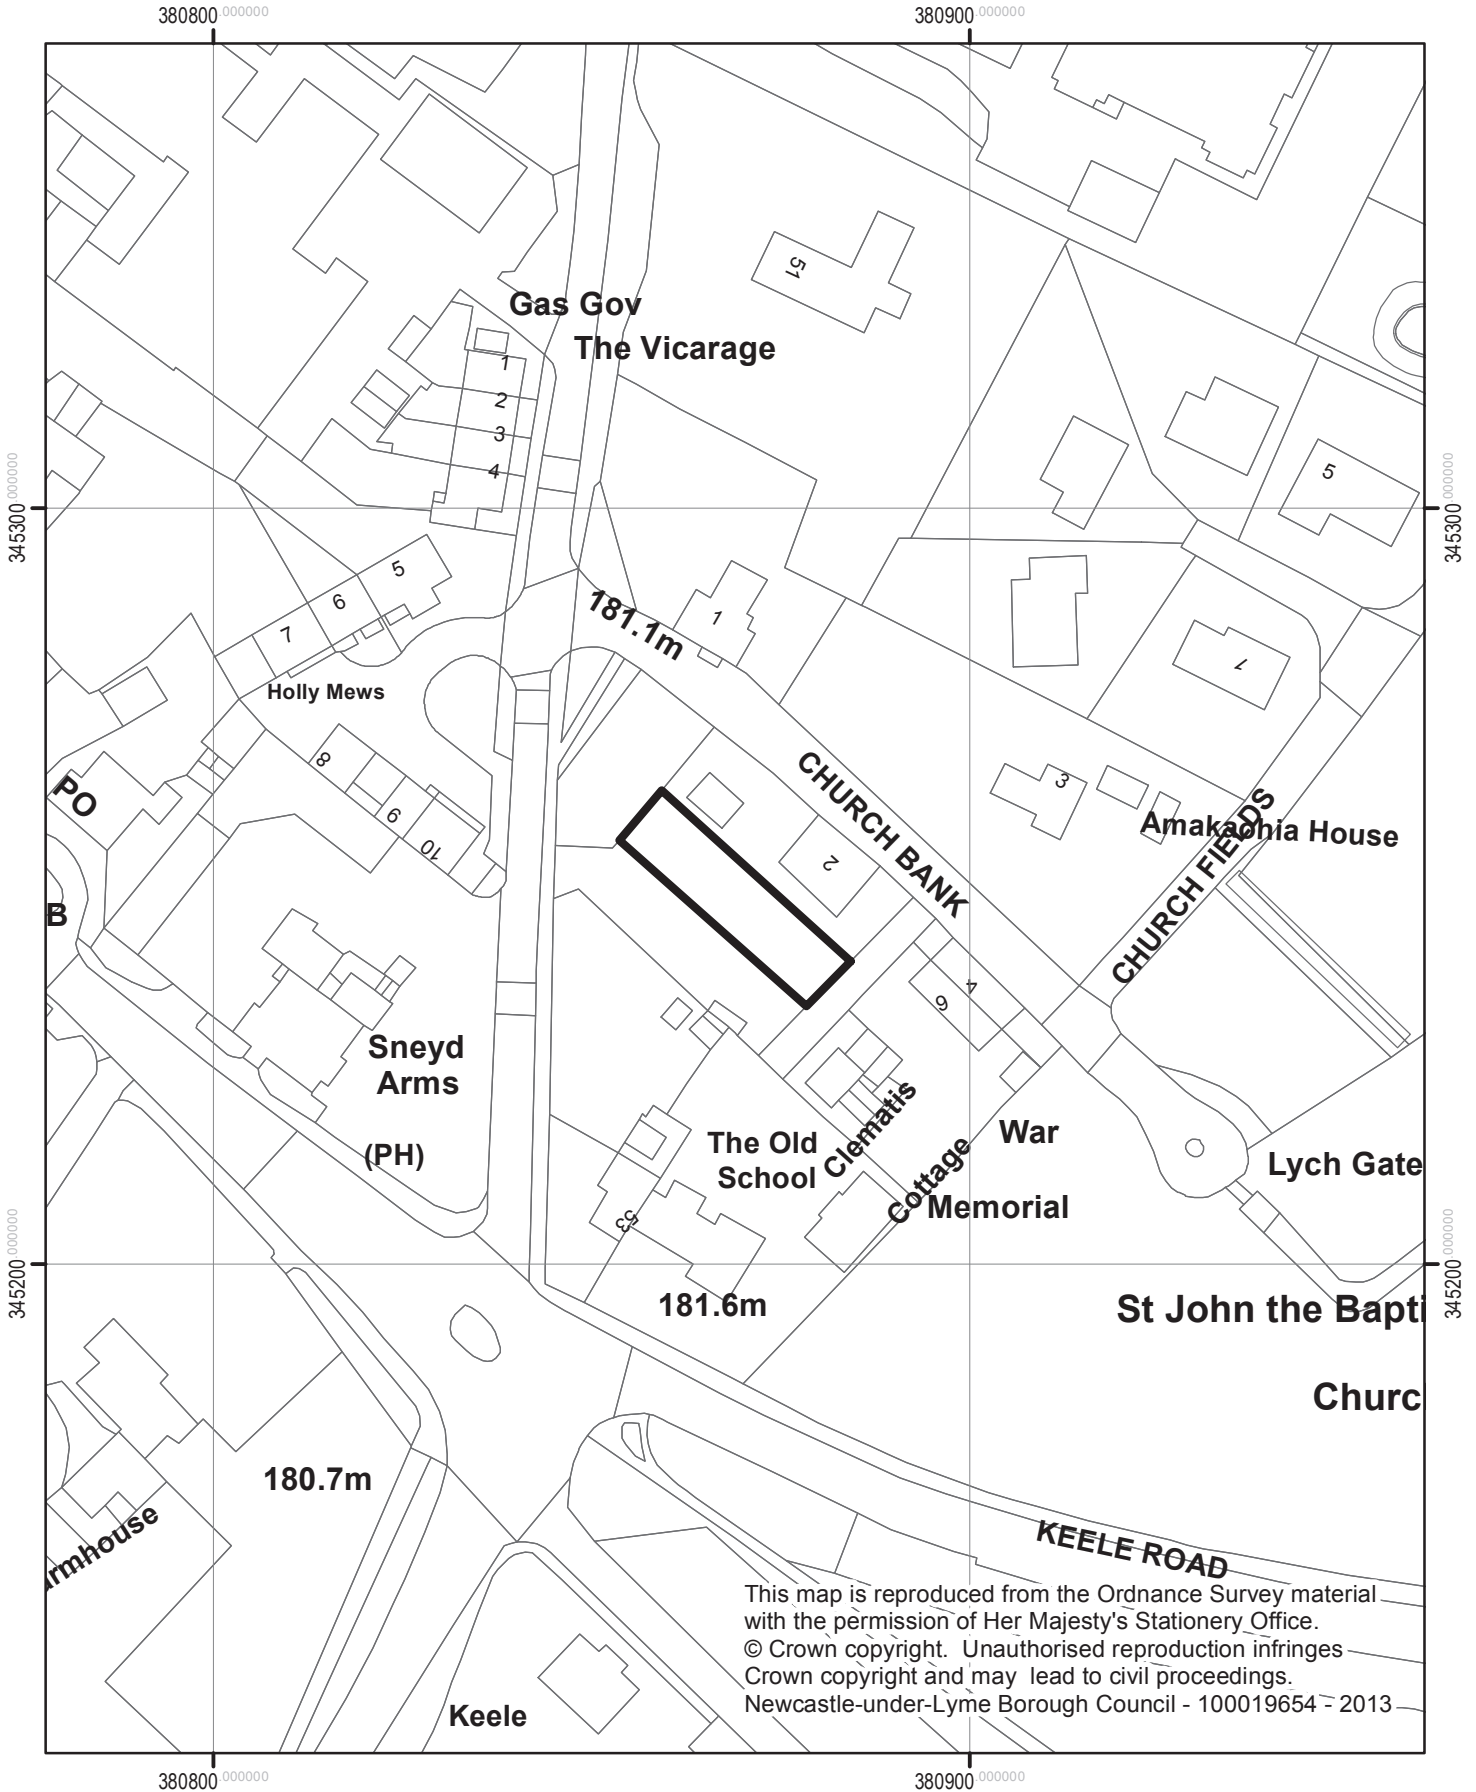 380800.000000
380900.000000
51
Gas Gov
The Vicarage
1
2
3
4
5
345300.000000
345300.000000
5
6
7
181.1m
1
1
Holly Mews
8
9
10
PO
CHURCH BANK
2
3
Amakaohia House
CHURCH FIELDS
B
4
6
Sneyd
Arms
(PH)
The Old
School
Clematis
Cottage
War
Memorial
Lych Gate
53
345200.000000
345200.000000
181.6m
St John the Bapti
Churc
180.7m
armhouse
KEELE ROAD
This map is reproduced from the Ordnance Survey material
with the permission of Her Majesty's Stationery Office.
© Crown copyright. Unauthorised reproduction infringes
Crown copyright and may lead to civil proceedings.
Newcastle-under-Lyme Borough Council - 100019654 - 2013
Keele
380800.000000
380900.000000